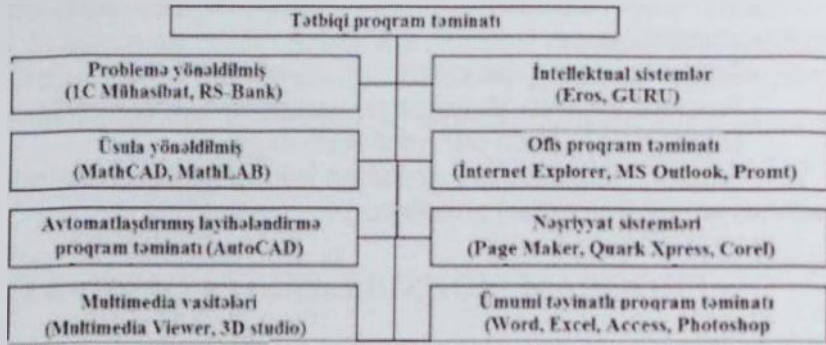 Tətbiqi proqram təminatı
Problemə yönəldilmiş
(1C Mühasibat, RS-Bank)
İntellektual sistemlər
(Eros, GURU)
Üsula yönəldilmiş
(MathCAD, MathLAB)
Ofis proqram təminatı
(İnternet Explorer, MS Outlook, Promt)
Avtomatlaşdırımış layihələndirmə
proqram təminatı (AutoCAD)
Nəşriyyat sistemləri
(Page Maker, Quark Xpress, Corel)
Multimedia vasitələri
(Multimedia Viewer, 3D studio)
Ümumi təyinatlı proqram təminatı
(Word, Excel, Access, Photoshop